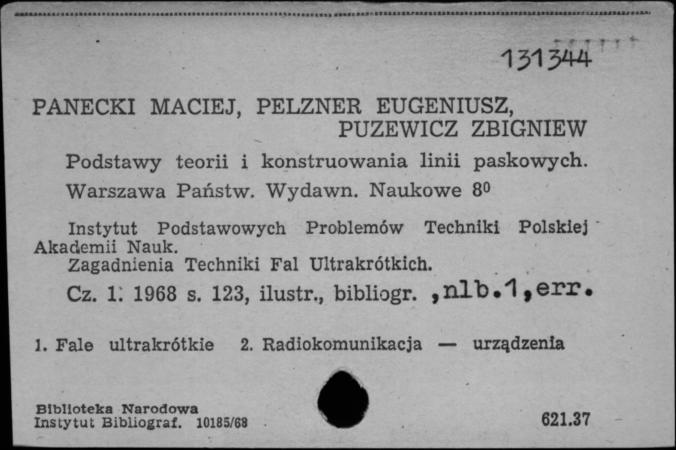 131344
PANECKI MACIEJ, PELZNER EUGENIUSZ,
PUZEWICZ ZBIGNIEW
Podstawy teorii i konstruowania linii paskowych.
Warszawa Państw. Wydawn. Naukowe 8⁰
Instytut Podstawowych Problemów Techniki Polskiej
Akademii Nauk.
Zagadnienia Techniki Fal Ultrakrótkich.
Cz. 1: 1968 s. 123, ilustr., bibliogr. ,nlb.1,err.
1. Fale ultrakrótkie 2. Radiokomunikacja — urządzenia
Biblioteka Narodowa
Instytut Bibliograf. 10185/68
621.37